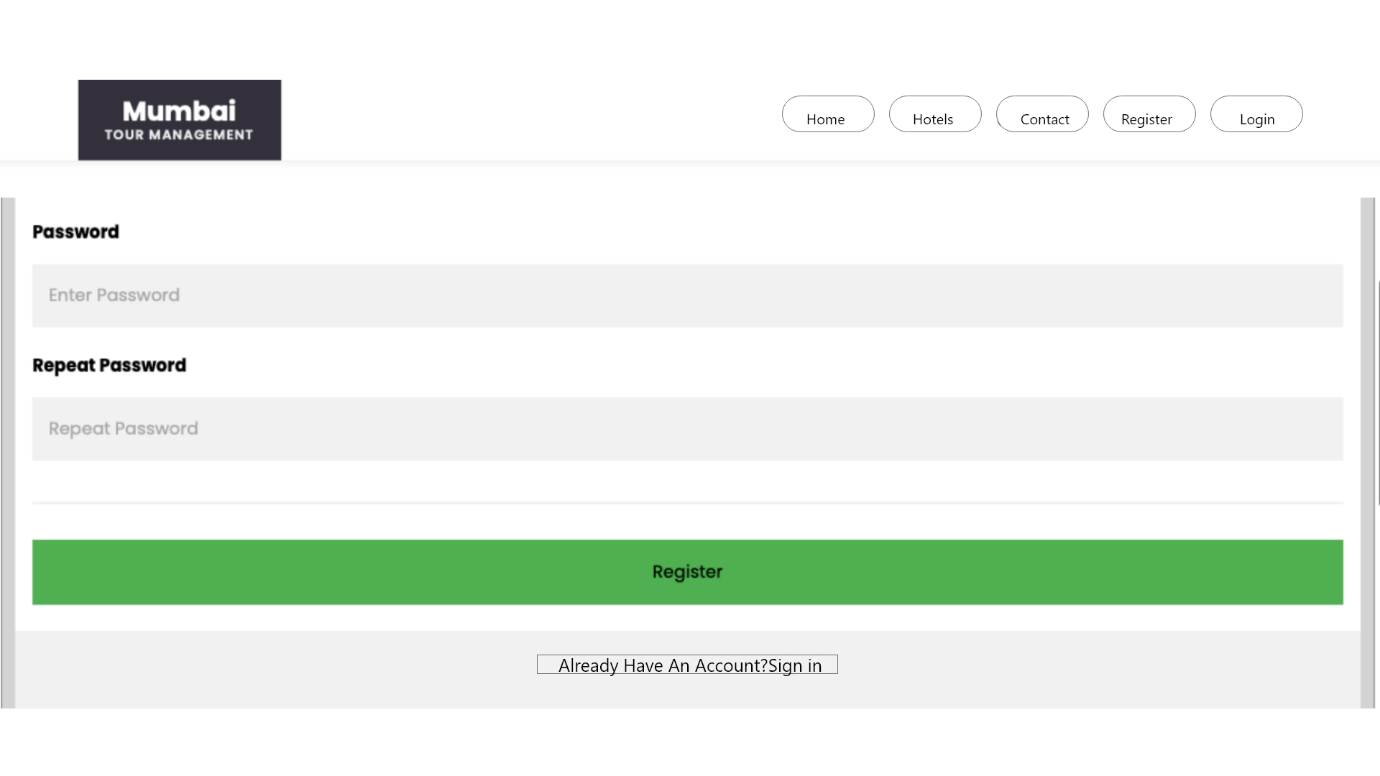 Mumbai
TOUR MANAGEMENT
Home
Hotels
Contact
Register
Login
Password
Enter Password
Repeat Password
Repeat Password
Register
Already Have An Account?Sign in